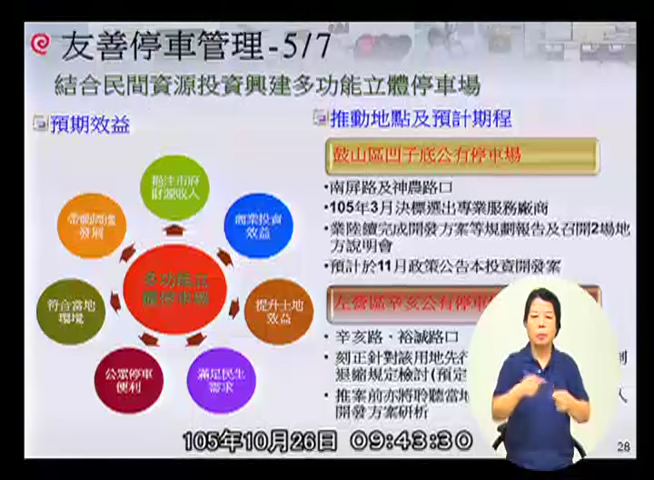 友善停車管理-5/7
結合民間資源投資興建多功能立體停車場
預期效益
挹注市府
財源收入
商業投資
效益
提升土地
效益
滿足民生
需求
公眾停車
便利
符合當地
環境
帶動周邊
發展
多功能立
體停車場
推動地點及預計期程
鼓山區凹子底公有停車場
•南屏路及神農路口
•105年3月決標選出專業服務廠商
•業陸續完成開發方案等規劃報告及召開2場地
方說明會
•預計於11月政策公告本投資開發案
左營區辛亥公有停車
•辛亥路、裕誠路口
•刻正針對該用地先行
退縮規定檢討(預定
•推案前亦將聆聽當地
開發方案研析
105年10月26日 09:43:30
28